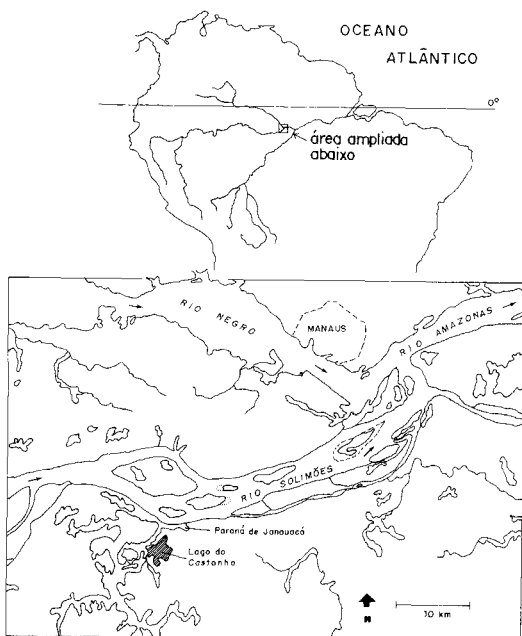 OCEANO
ATLÂNTICO
0°
área ampliada
abaixo
RIO NEGRO
MANAUS
RIO AMAZONAS
RIO SOLIMÕES
Paraná de Janauacá
Lago do
Castanho
N
10 km